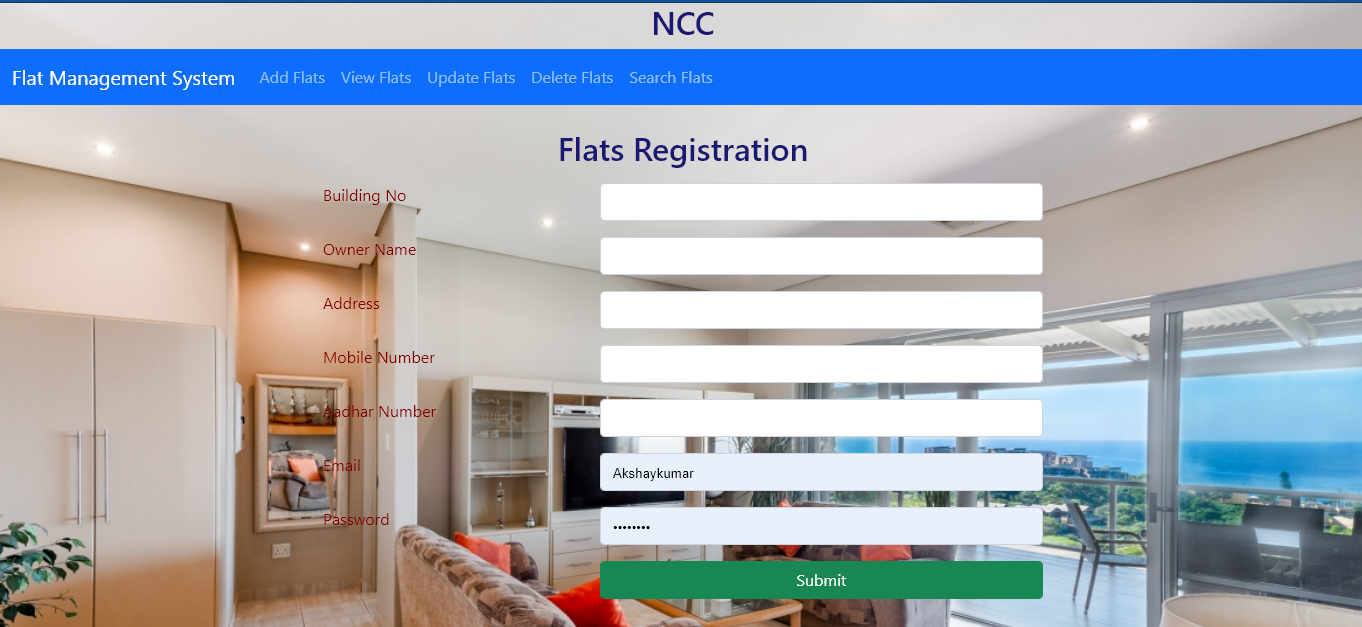 NCC
Flat Management System Add Flats View Flats Update Flats Delete Flats Search Flats
Flats Registration
Building No
Owner Name
Address
Mobile Number
Aadhar Number
Email Akshaykumar
Password ••••••••
Submit